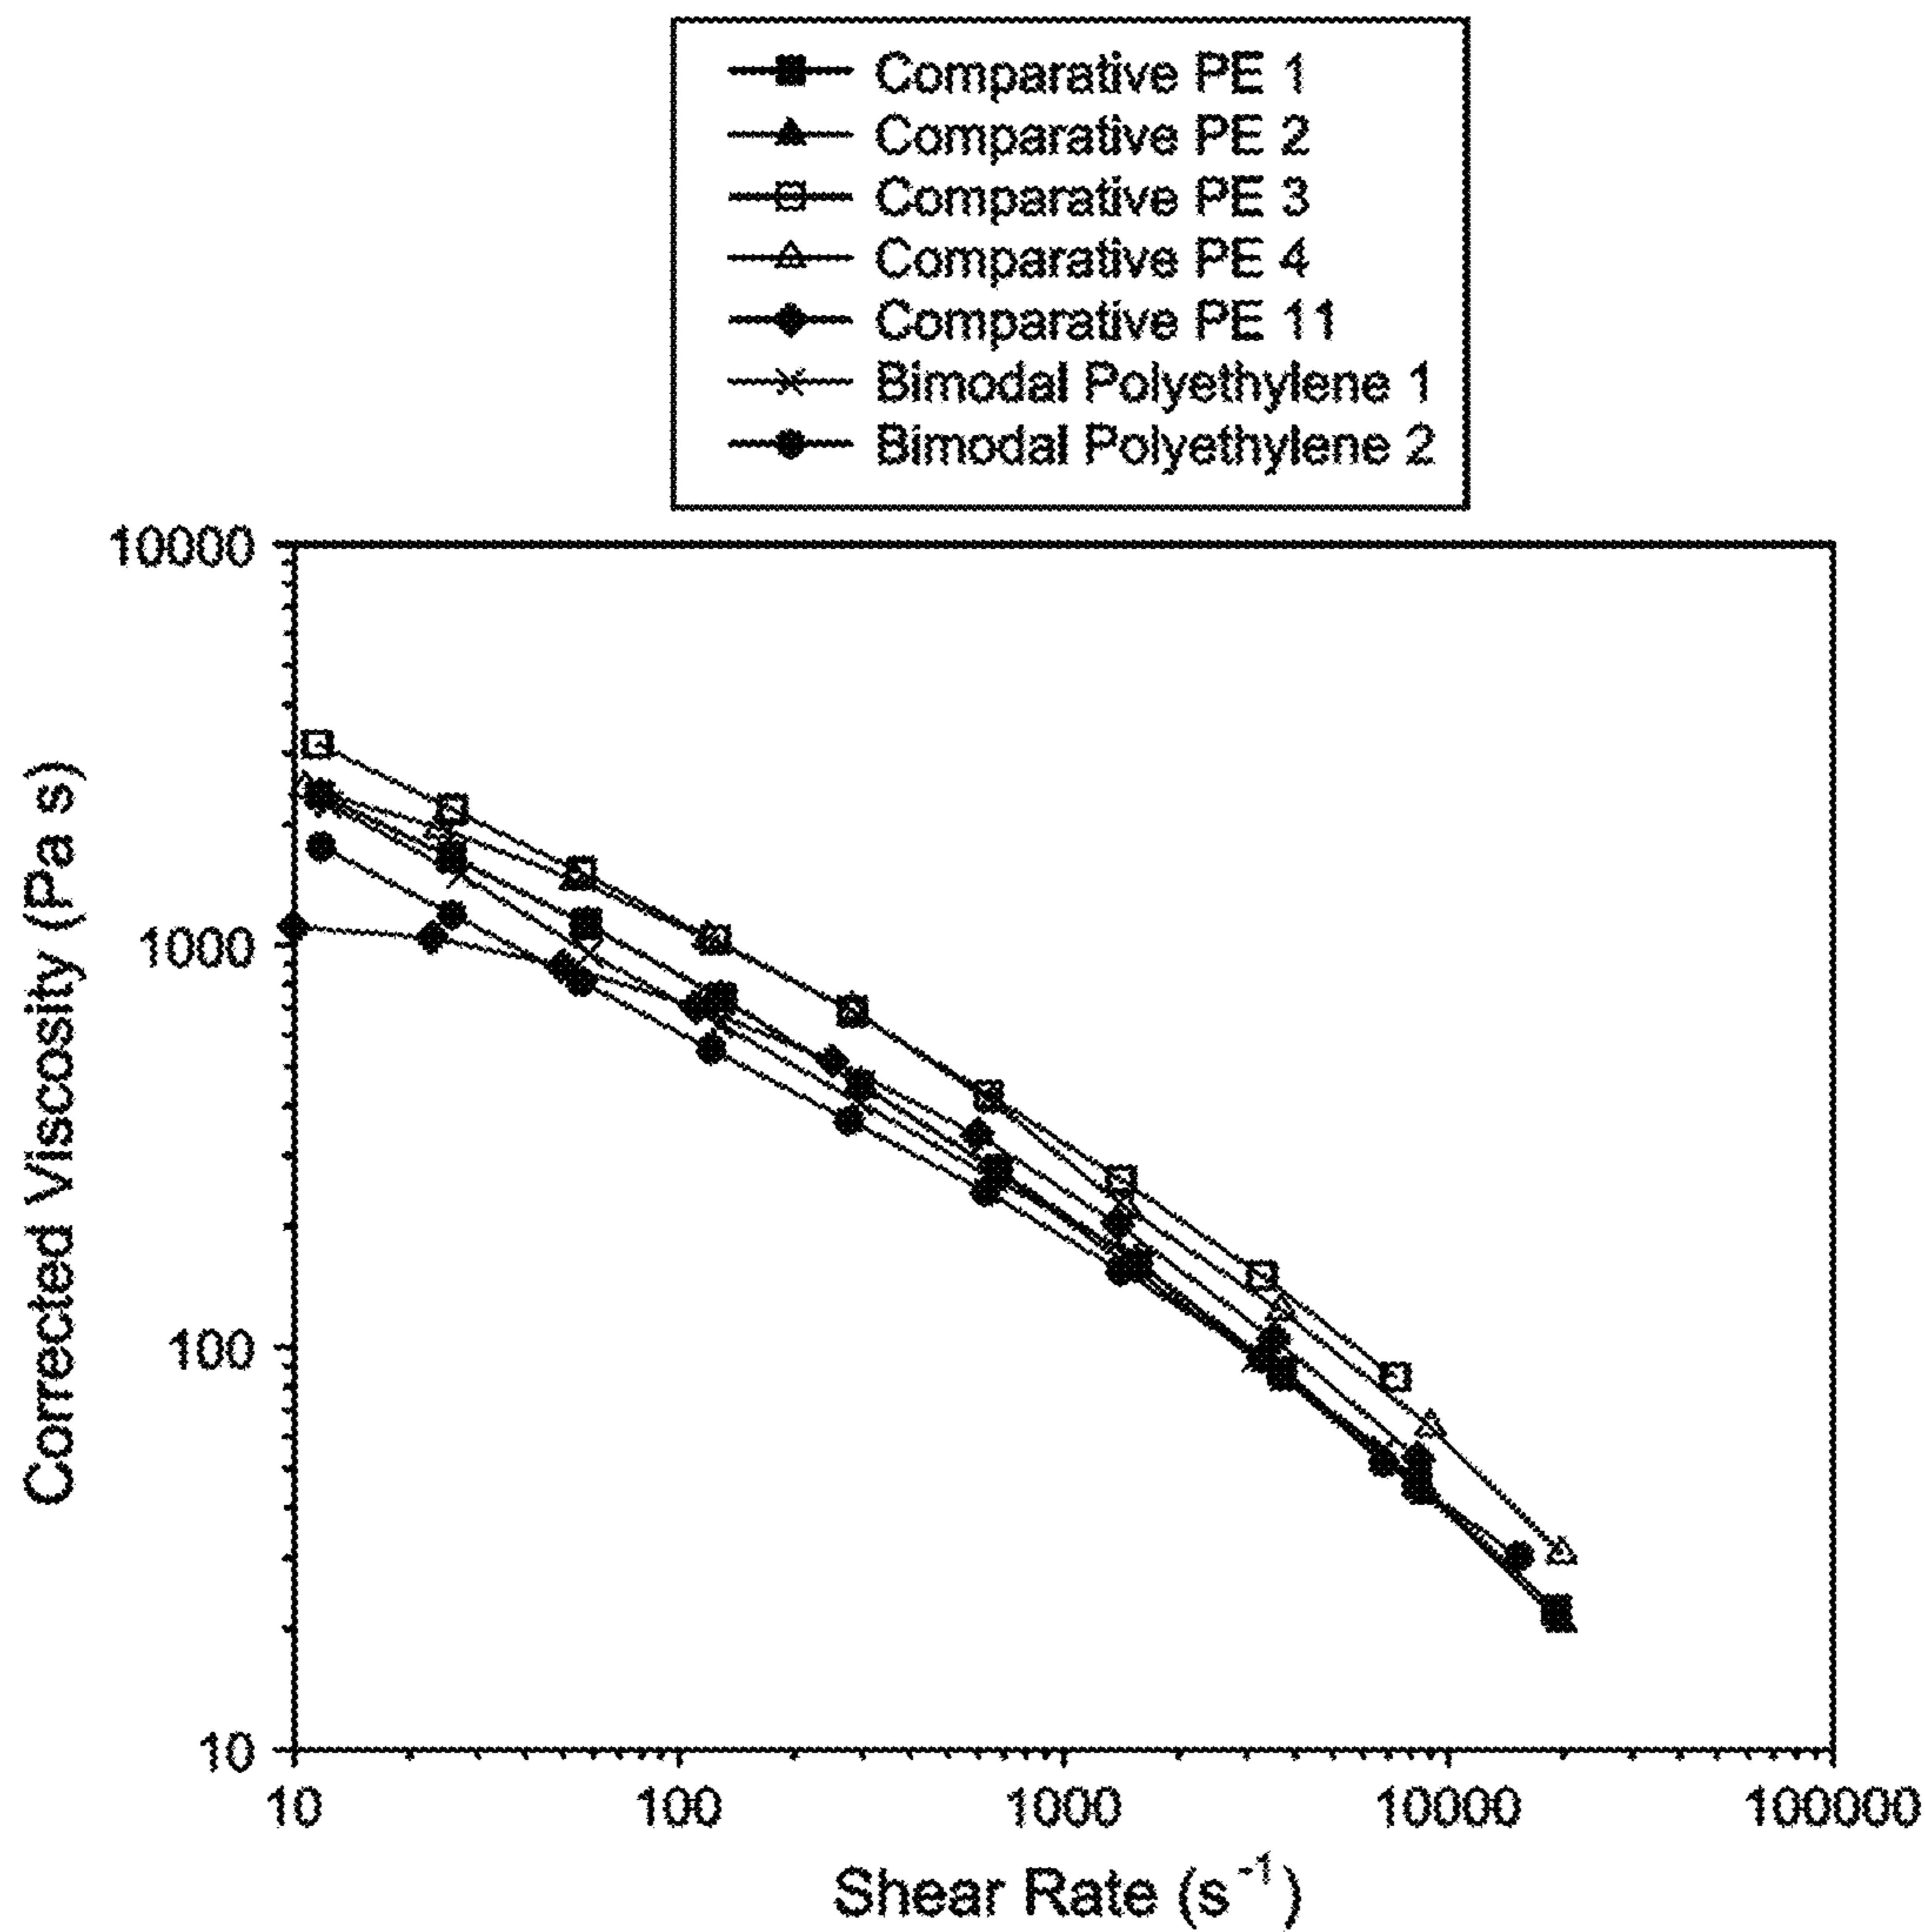 Comparative PE 1
Comparative PE 2
Comparative PE 3
Comparative PE 4
Comparative PE 11
Bimodal Polyethylene 1
Bimodal Polyethylene 2
10000
1000
100
10
Corrected Viscosity (Pa s)
10 100 1000 10000 100000
Shear Rate (s⁻¹)